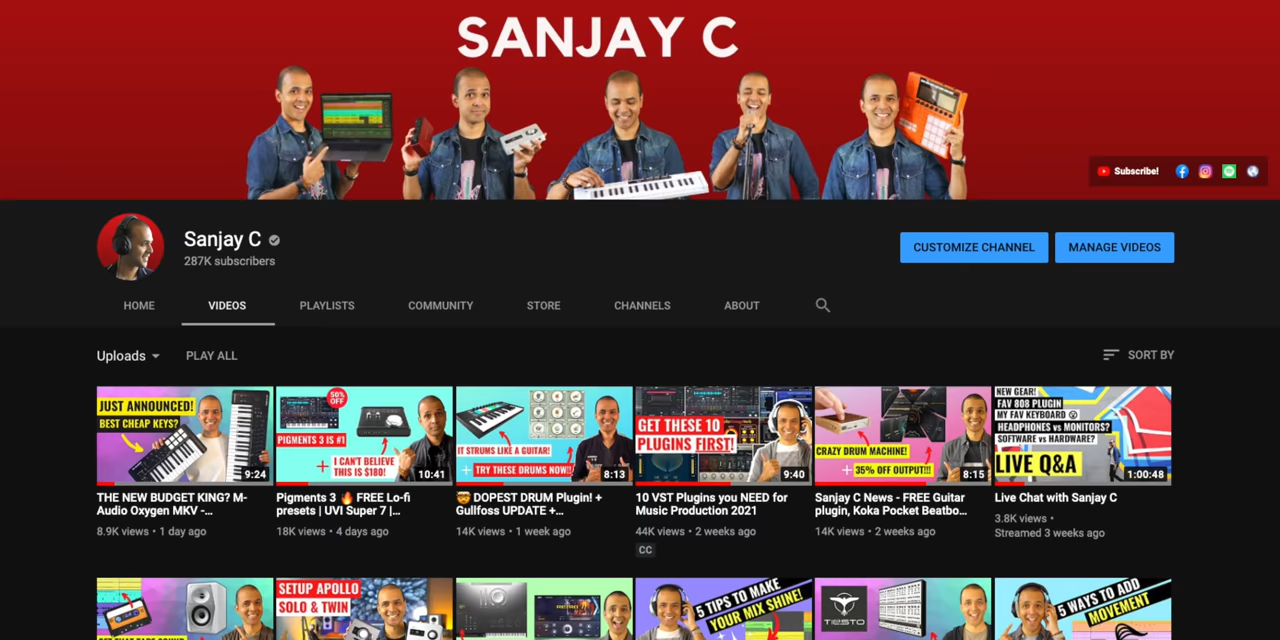 SANJAY C
Subscribe!
Sanjay C
287K subscribers
CUSTOMIZE CHANNEL
MANAGE VIDEOS
HOME
VIDEOS
PLAYLISTS
COMMUNITY
STORE
CHANNELS
ABOUT
Uploads
PLAY ALL
SORT BY
JUST ANNOUNCED!
BEST CHEAP KEYS?
9:24
THE NEW BUDGET KING? M-
Audio Oxygen MKV -...
8.9K views • 1 day ago
50%
OFF
PIGMENTS 3 IS #1
+ I CAN'T BELIEVE
THIS IS $180!
10:41
Pigments 3 🔥 FREE Lo-fi
presets | UVI Super 7 |...
18K views • 4 days ago
IT STRUMS LIKE A GUITAR!
+ TRY THESE DRUMS NOW!!
8:13
🤯 DOPEST DRUM Plugin! +
Gullfoss UPDATE +...
14K views • 1 week ago
GET THESE 10
PLUGINS FIRST!
9:40
10 VST Plugins you NEED for
Music Production 2021
44K views • 2 weeks ago
CC
CRAZY DRUM MACHINE!
+ 35% OFF OUTPUT!!!
8:15
Sanjay C News - FREE Guitar
plugin, Koka Pocket Beatbo...
14K views • 2 weeks ago
NEW GEAR!
FAV 808 PLUGIN
MY FAV KEYBOARD 😮
HEADPHONES vs MONITORS?
SOFTWARE vs HARDWARE?
LIVE Q&A
1:00:48
Live Chat with Sanjay C
3.8K views •
Streamed 3 weeks ago
SETUP APOLLO
SOLO & TWIN
5 TIPS TO MAKE
YOUR MIX SHINE!
TIËSTO
5 WAYS TO ADD
MOVEMENT